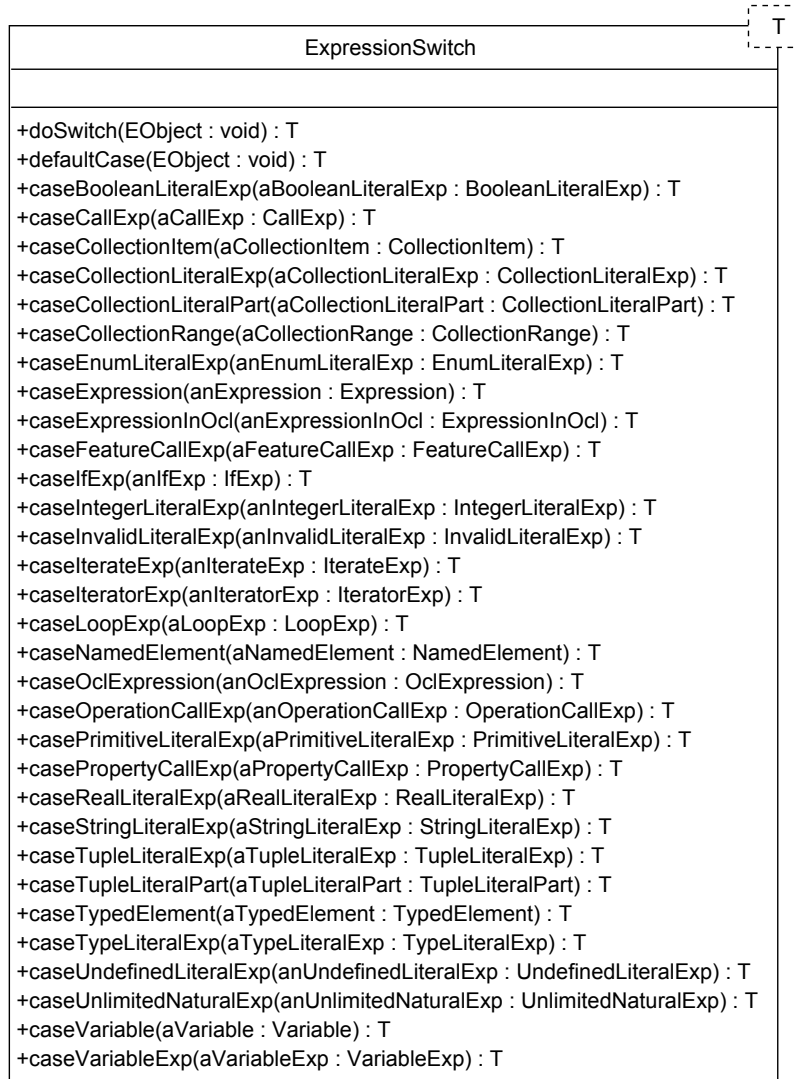 T
ExpressionSwitch
+doSwitch(EObject : void) : T
+defaultCase(EObject : void) : T
+caseBooleanLiteralExp(aBooleanLiteralExp : BooleanLiteralExp) : T
+caseCallExp(aCallExp : CallExp) : T
+caseCollectionItem(aCollectionItem : CollectionItem) : T
+caseCollectionLiteralExp(aCollectionLiteralExp : CollectionLiteralExp) : T
+caseCollectionLiteralPart(aCollectionLiteralPart : CollectionLiteralPart) : T
+caseCollectionRange(aCollectionRange : CollectionRange) : T
+caseEnumLiteralExp(anEnumLiteralExp : EnumLiteralExp) : T
+caseExpression(anExpression : Expression) : T
+caseExpressionInOcl(anExpressionInOcl : ExpressionInOcl) : T
+caseFeatureCallExp(aFeatureCallExp : FeatureCallExp) : T
+caseIfExp(anIfExp : IfExp) : T
+caseIntegerLiteralExp(anIntegerLiteralExp : IntegerLiteralExp) : T
+caseInvalidLiteralExp(anInvalidLiteralExp : InvalidLiteralExp) : T
+caseIterateExp(anIterateExp : IterateExp) : T
+caseIteratorExp(anIteratorExp : IteratorExp) : T
+caseLoopExp(aLoopExp : LoopExp) : T
+caseNamedElement(aNamedElement : NamedElement) : T
+caseOclExpression(anOclExpression : OclExpression) : T
+caseOperationCallExp(anOperationCallExp : OperationCallExp) : T
+casePrimitiveLiteralExp(aPrimitiveLiteralExp : PrimitiveLiteralExp) : T
+casePropertyCallExp(aPropertyCallExp : PropertyCallExp) : T
+caseRealLiteralExp(aRealLiteralExp : RealLiteralExp) : T
+caseStringLiteralExp(aStringLiteralExp : StringLiteralExp) : T
+caseTupleLiteralExp(aTupleLiteralExp : TupleLiteralExp) : T
+caseTupleLiteralPart(aTupleLiteralPart : TupleLiteralPart) : T
+caseTypedElement(aTypedElement : TypedElement) : T
+caseTypeLiteralExp(aTypeLiteralExp : TypeLiteralExp) : T
+caseUndefinedLiteralExp(anUndefinedLiteralExp : UndefinedLiteralExp) : T
+caseUnlimitedNaturalExp(anUnlimitedNaturalExp : UnlimitedNaturalExp) : T
+caseVariable(aVariable : Variable) : T
+caseVariableExp(aVariableExp : VariableExp) : T